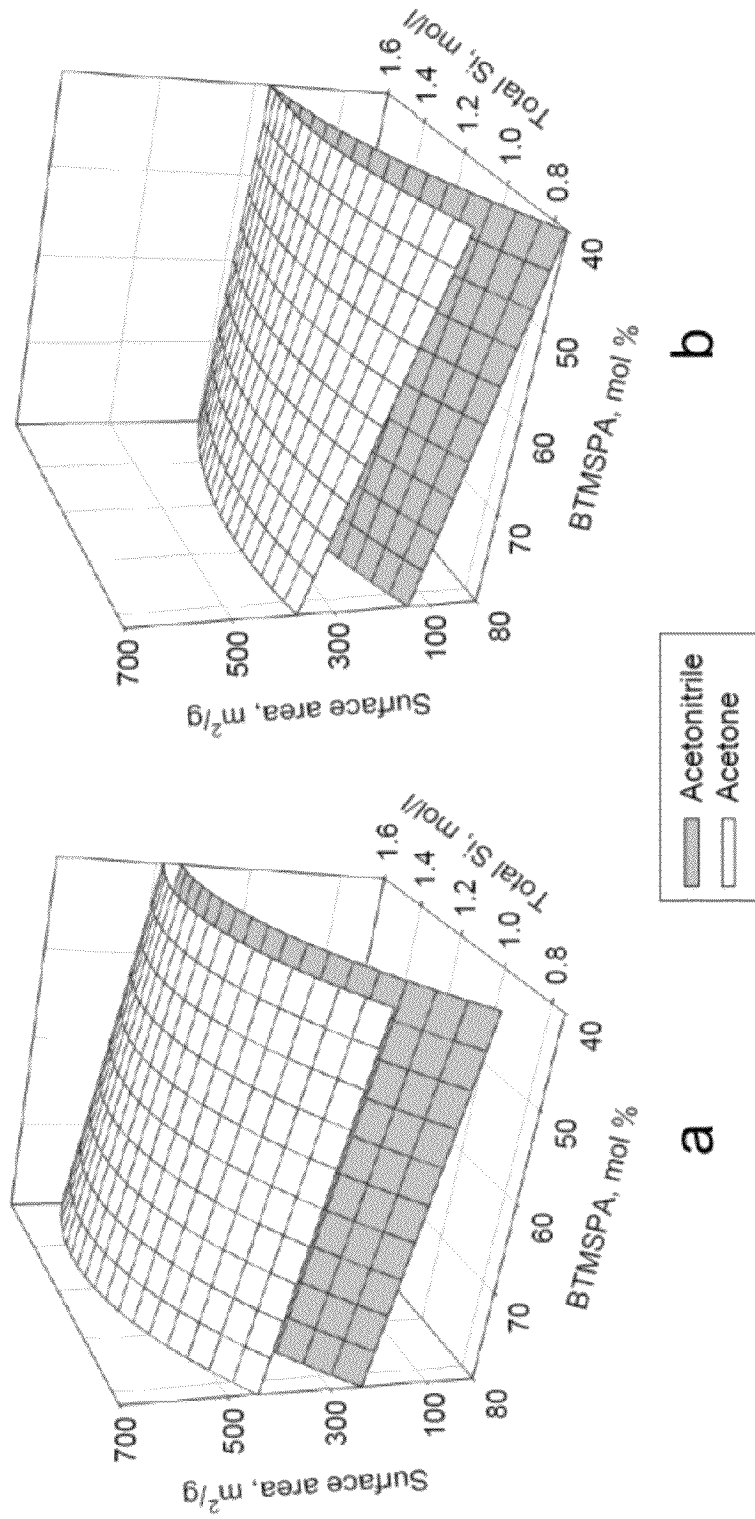 700
500
300
100
Surface area, m²/g
80
70
60
50
40
BTMSPA, mol %
0.8
1.0
1.2
1.4
1.6
Total Si, mol/l
a
700
500
300
100
Surface area, m²/g
80
70
60
50
40
BTMSPA, mol %
0.8
1.0
1.2
1.4
1.6
Total Si, mol/l
b
Acetonitrile
Acetone